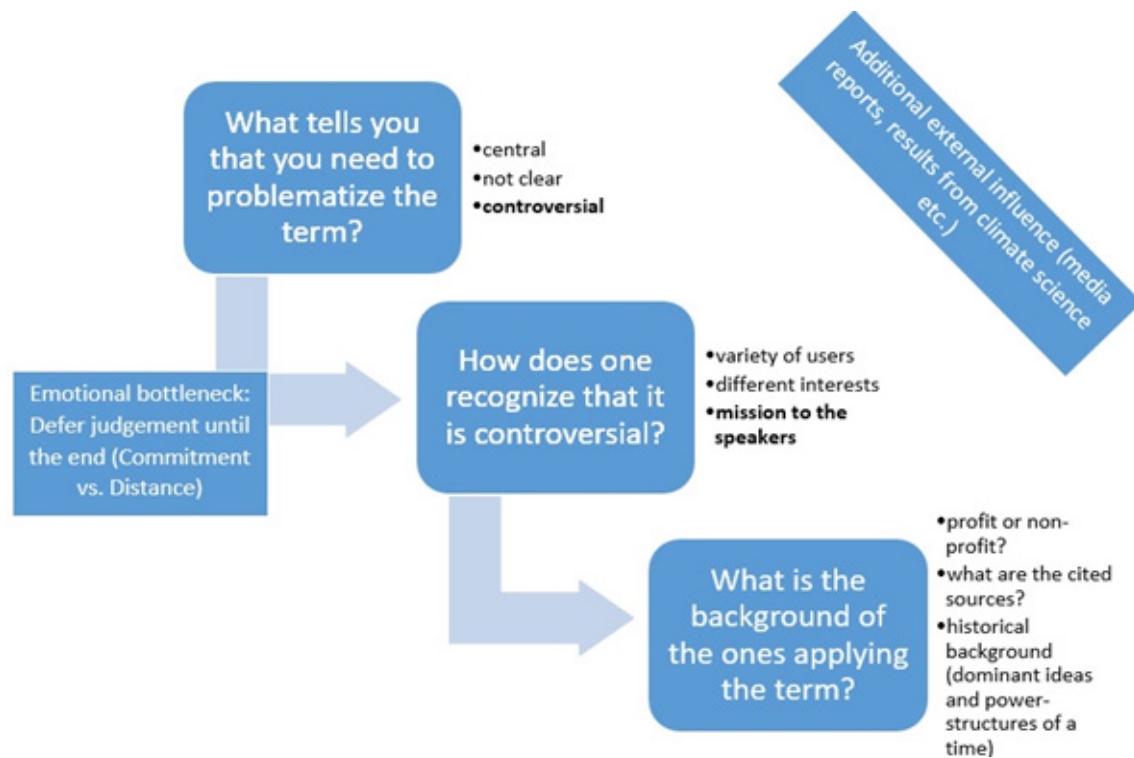 What tells you
that you need to
problematize the
term?
•central
•not clear
•controversial
Additional external influence (media
reports, results from climate science
etc.)
Emotional bottleneck:
Defer judgement until
the end (Commitment
vs. Distance)
How does one
recognize that it
is controversial?
•variety of users
•different interests
•mission to the
speakers
What is the
background of
the ones applying
the term?
•profit or non-
profit?
•what are the cited
sources?
•historical
background
(dominant ideas
and power-
structures of a
time)